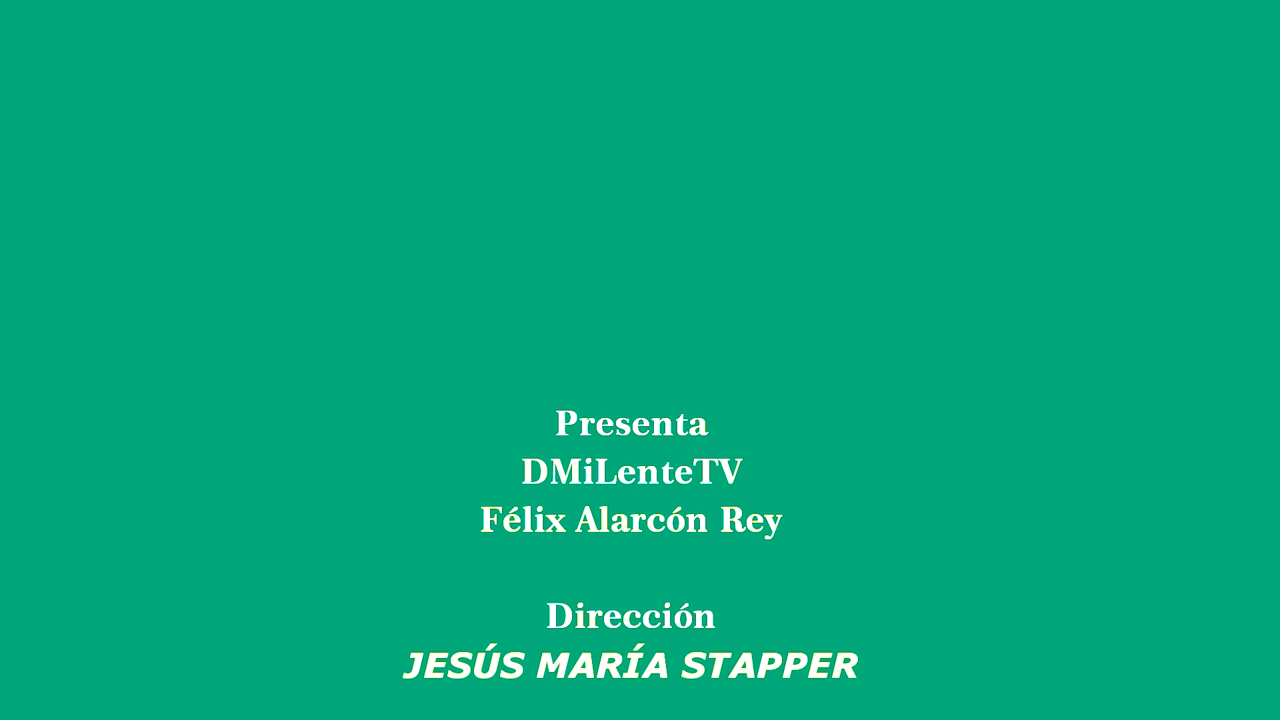 Presenta
DMiLenteTV
Félix Alarcón Rey
Dirección
JESÚS MARÍA STAPPER